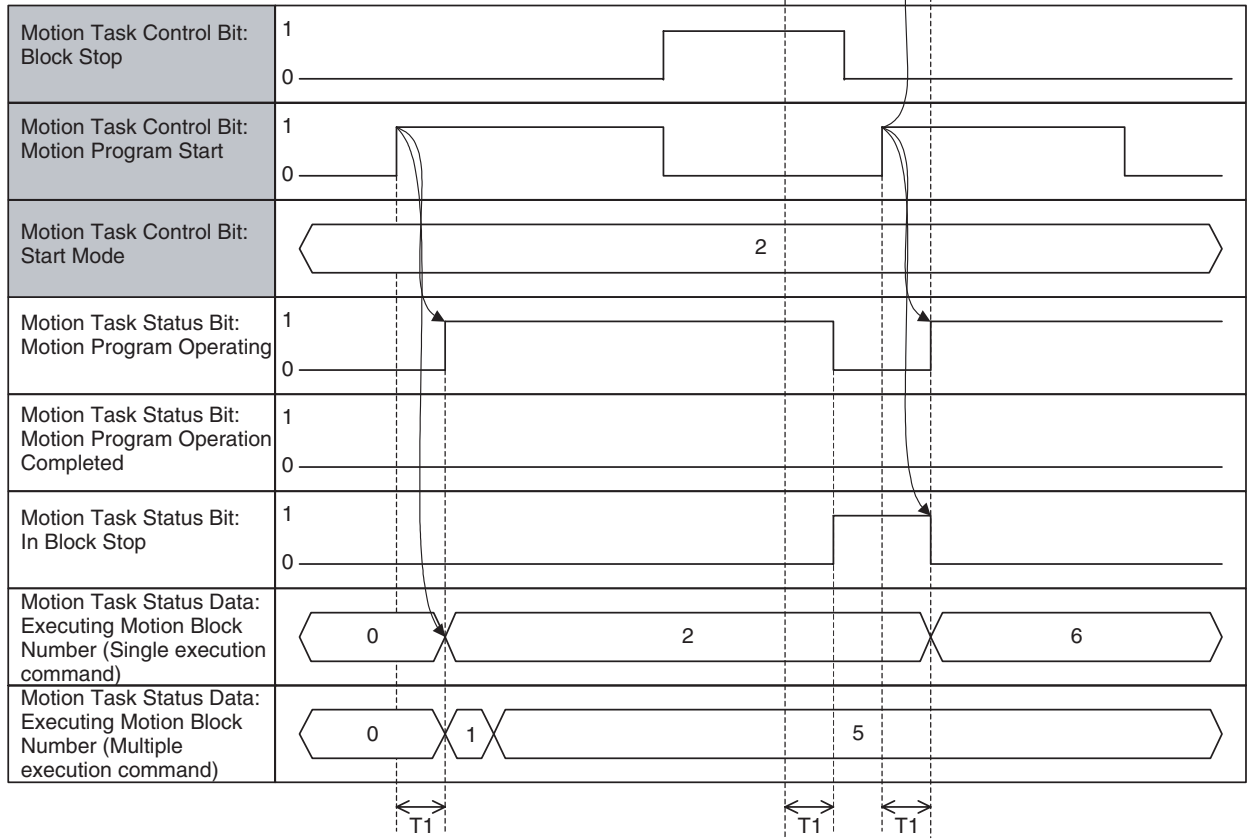 Motion Task Control Bit:
Block Stop
1
0
Motion Task Control Bit:
Motion Program Start
1
0
Motion Task Control Bit:
Start Mode
2
Motion Task Status Bit:
Motion Program Operating
1
0
Motion Task Status Bit:
Motion Program Operation
Completed
1
0
Motion Task Status Bit:
In Block Stop
1
0
Motion Task Status Data:
Executing Motion Block
Number (Single execution
command)
0 2 6
Motion Task Status Data:
Executing Motion Block
Number (Multiple
execution command)
0 1 5
T1 T1 T1